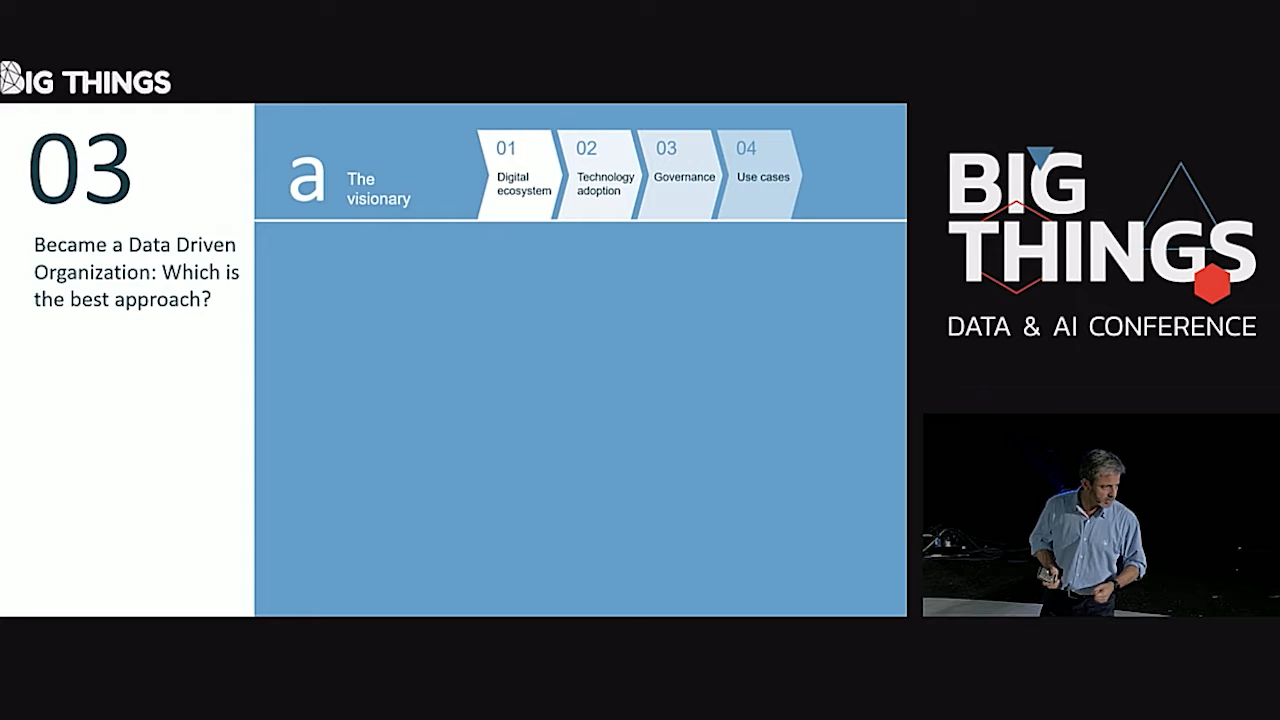 BIG THINGS
03
Became a Data Driven
Organization: Which is
the best approach?
a
The
visionary
01
Digital
ecosystem
02
Technology
adoption
03
Governance
04
Use cases
BIG
THINGS
DATA & AI CONFERENCE